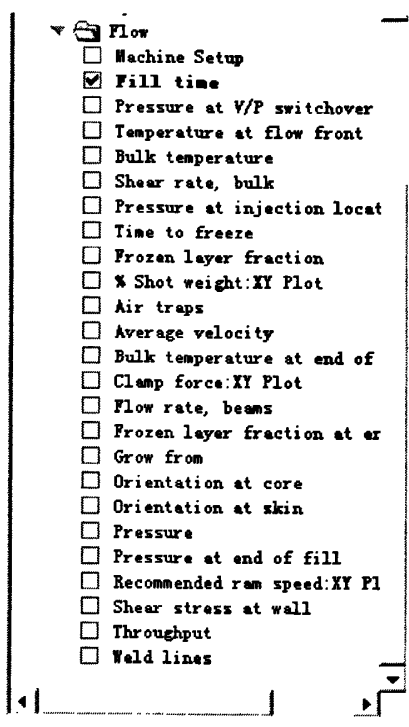 Flow
Machine Setup
Fill time
Pressure at V/P switchover
Temperature at flow front
Bulk temperature
Shear rate, bulk
Pressure at injection locat
Time to freeze
Frozen layer fraction
% Shot weight:XY Plot
Air traps
Average velocity
Bulk temperature at end of
Clamp force:XY Plot
Flow rate, beams
Frozen layer fraction at er
Grow from
Orientation at core
Orientation at skin
Pressure
Pressure at end of fill
Recommended ram speed:XY Pl
Shear stress at wall
Throughput
Weld lines